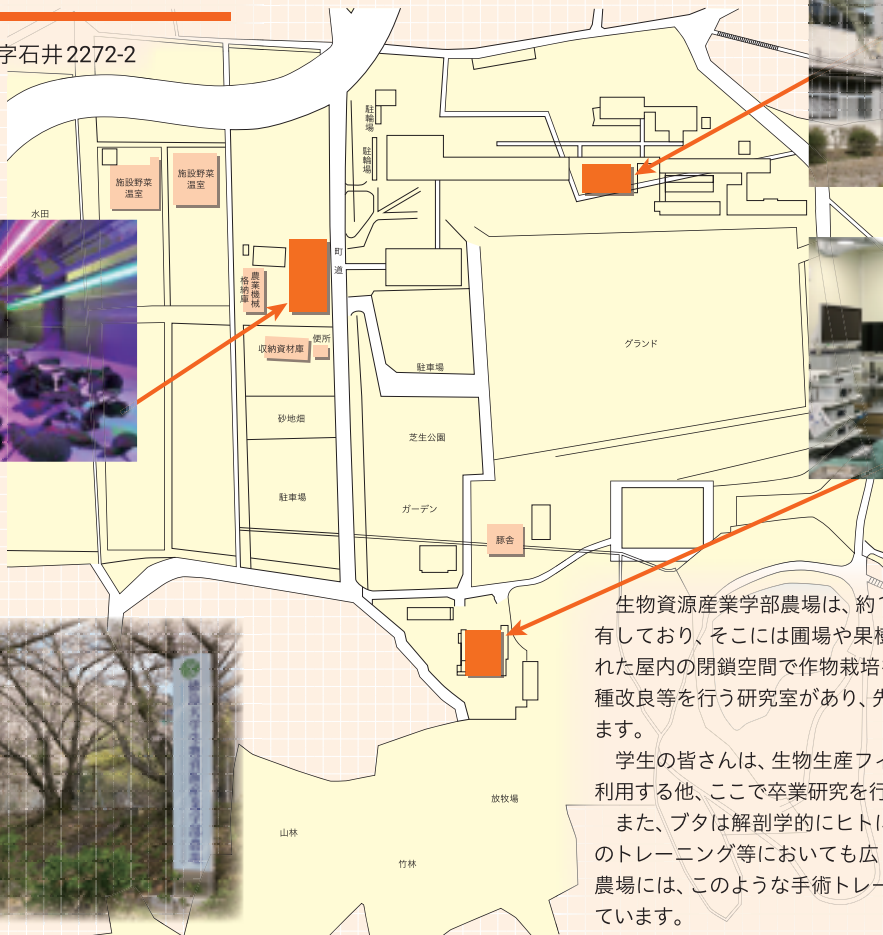 字石井2272-2
駐輪場
駐輪場
施設野菜
温室
施設野菜
温室
水田
町道
農業機械
格納庫
収納資材庫
便所
グランド
駐車場
砂地畑
芝生公園
駐車場
ガーデン
豚舎
生物資源産業学部農場は、約
有しており、そこには圃場や果樹
れた屋内の閉鎖空間で作物栽培
種改良等を行う研究室があり、先
ます。
学生の皆さんは、生物生産フィ
利用する他、ここで卒業研究を行
また、ブタは解剖学的にヒトに
のトレーニング等においても広
農場には、このような手術トレー
ています。
放牧場
山林
竹林